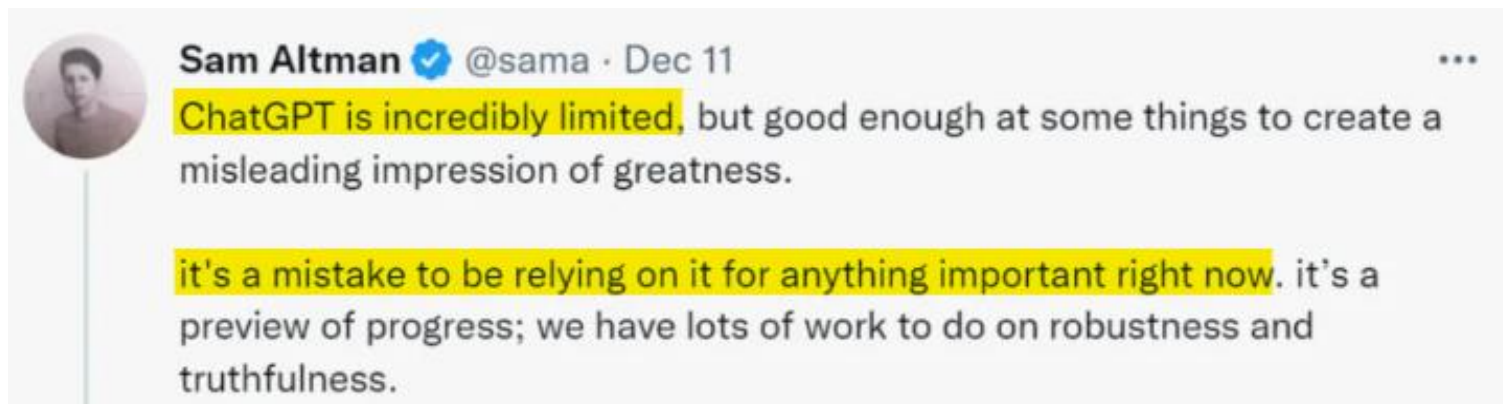 Sam Altman @sama · Dec 11
ChatGPT is incredibly limited, but good enough at some things to create a
misleading impression of greatness.
it's a mistake to be relying on it for anything important right now. it’s a
preview of progress; we have lots of work to do on robustness and
truthfulness.